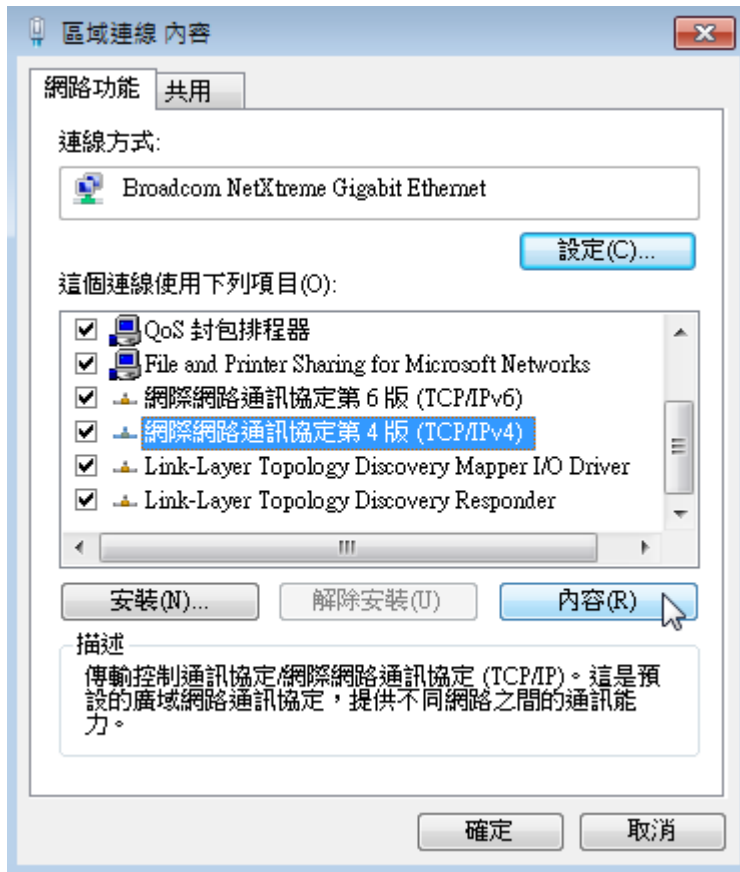 區域連線 內容
網路功能 共用
連線方式:
Broadcom NetXtreme Gigabit Ethernet
設定(C)...
這個連線使用下列項目(O):
QoS 封包排程器
File and Printer Sharing for Microsoft Networks
網際網路通訊協定第 6 版 (TCP/IPv6)
網際網路通訊協定第 4 版 (TCP/IPv4)
Link-Layer Topology Discovery Mapper I/O Driver
Link-Layer Topology Discovery Responder
安裝(N)... 解除安裝(U) 內容(R)
描述
傳輸控制通訊協定/網際網路通訊協定 (TCP/IP)。這是預
設的廣域網路通訊協定，提供不同網路之間的通訊能
力。
確定 取消